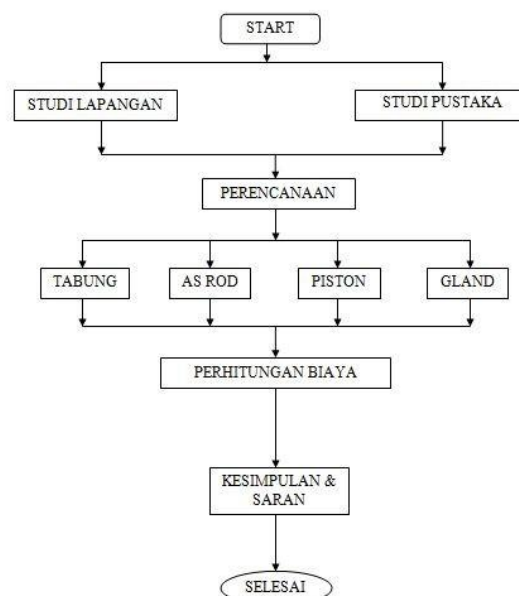 START
STUDI LAPANGAN
STUDI PUSTAKA
PERENCANAAN
TABUNG
AS ROD
PISTON
GLAND
PERHITUNGAN BIAYA
KESIMPULAN &
SARAN
SELESAI